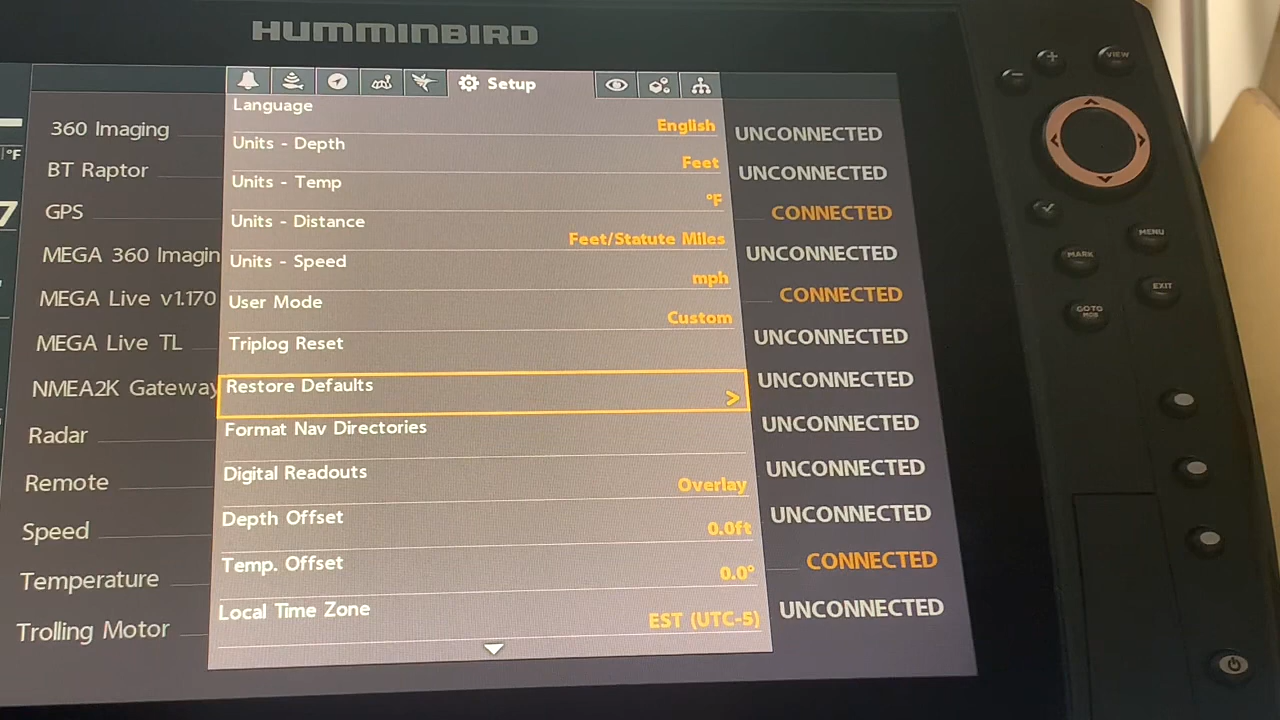 HUMMINBIRD
Setup
°F
7
360 Imaging UNCONNECTED
BT Raptor UNCONNECTED
GPS CONNECTED
MEGA 360 Imagin UNCONNECTED
MEGA Live v1.170 CONNECTED
MEGA Live TL UNCONNECTED
NMEA2K Gateway UNCONNECTED
Radar UNCONNECTED
Remote UNCONNECTED
Speed UNCONNECTED
Temperature CONNECTED
Trolling Motor UNCONNECTED
Language
English
Units - Depth
Feet
Units - Temp
°F
Units - Distance
Feet/Statute Miles
Units - Speed
mph
User Mode
Custom
Triplog Reset
Restore Defaults
>
Format Nav Directories
Digital Readouts
Overlay
Depth Offset
0.0ft
Temp. Offset
0.0°
Local Time Zone
EST (UTC-5)
- + VIEW
MENU
MARK
EXIT
GOTO
MOB